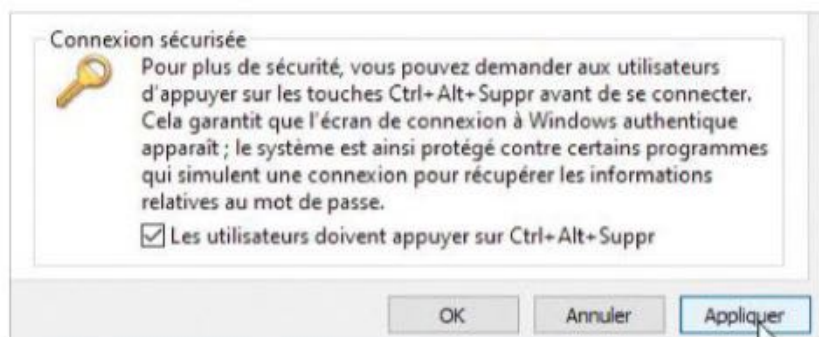 Connexion sécurisée
Pour plus de sécurité, vous pouvez demander aux utilisateurs
d'appuyer sur les touches Ctrl+Alt+Suppr avant de se connecter.
Cela garantit que l'écran de connexion à Windows authentique
apparaît ; le système est ainsi protégé contre certains programmes
qui simulent une connexion pour récupérer les informations
relatives au mot de passe.
Les utilisateurs doivent appuyer sur Ctrl+Alt+Suppr
OK Annuler Appliquer